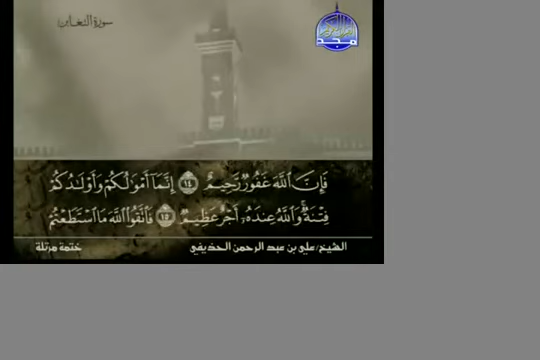 سورة التغابن
مجد
فَإِنَّ ٱللَّهَ غَفُورٌ رَّحِيمٌ ١٤ إِنَّمَآ أَمْوَٰلُكُمْ وَأَوْلَٰدُكُمْ
فِتْنَةٌ وَٱللَّهُ عِندَهُۥٓ أَجْرٌ عَظِيمٌ ١٥ فَٱتَّقُوا۟ ٱللَّهَ مَا ٱسْتَطَعْتُمْ
الشيخ/علي بن عبد الرحمن الحذيفي
ختمة مرتلة